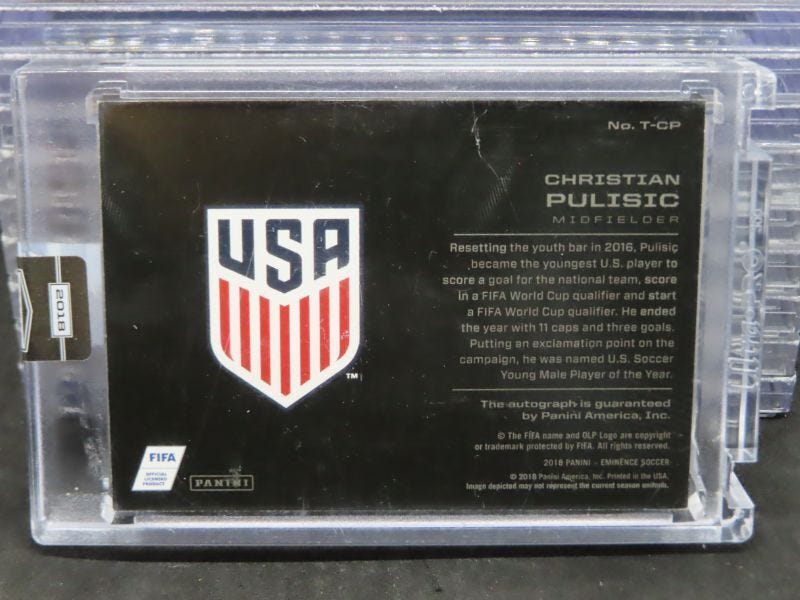 No. T-CP
CHRISTIAN
PULISIC
MIDFIELDER
USA
TM
Resetting the youth bar in 2016, Pulisic
became the youngest U.S. player to
score a goal for the national team, score
in a FIFA World Cup qualifier and start
a FIFA World Cup qualifier. He ended
the year with 11 caps and three goals.
Putting an exclamation point on the
campaign, he was named U.S. Soccer
Young Male Player of the Year.
The autograph is guaranteed
by Panini America, Inc.
© The FIFA name and OLP Logo are copyright
or trademark protected by FIFA. All rights reserved.
2018 PANINI - EMINENCE SOCCER
© 2018 Panini America, Inc. Printed in the USA.
Image depicted may not represent the current season uniform.
FIFA
OFFICIAL
LICENSED
PRODUCT
PANINI
2018